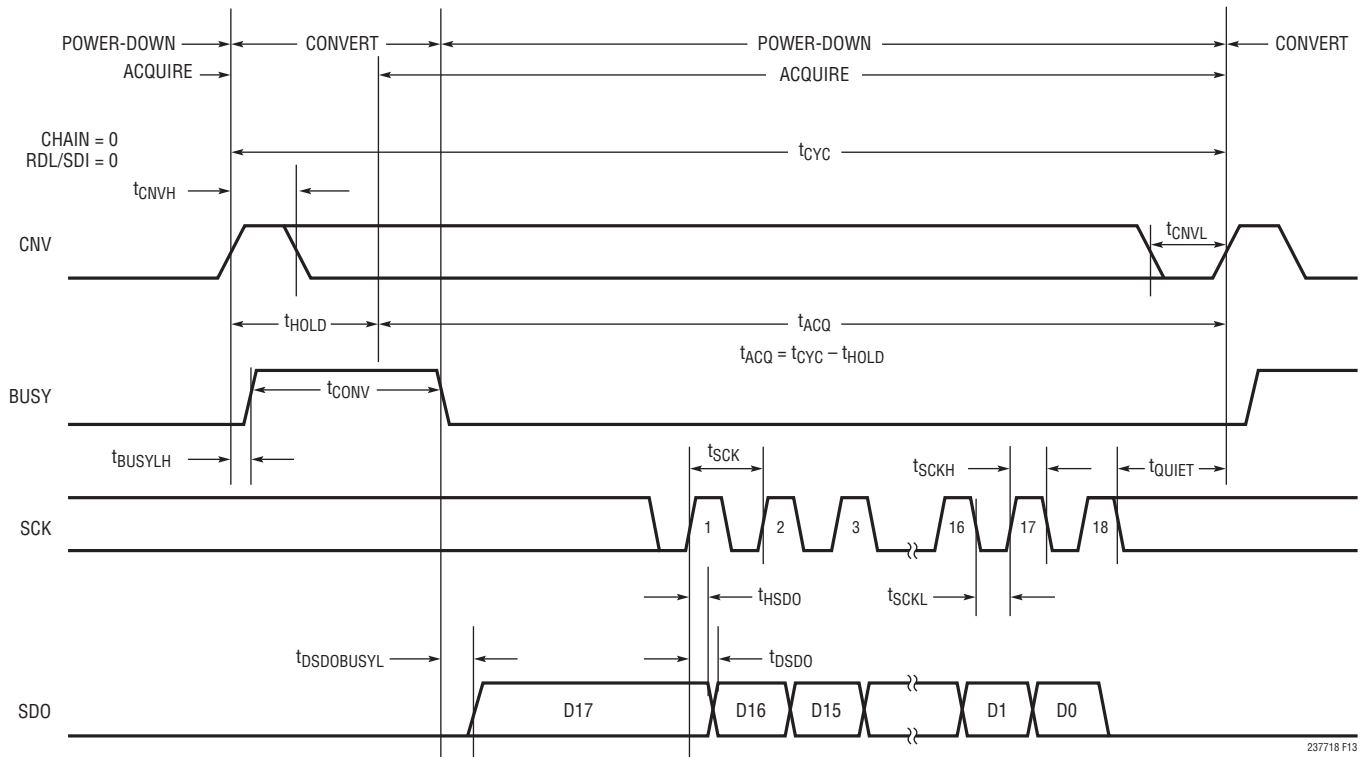 POWER-DOWN CONVERT POWER-DOWN CONVERT
ACQUIRE ACQUIRE
CHAIN = 0
RDL/SDI = 0
tCYC
tCNVH
CNV
tCNVL
tHOLD tACQ
tACQ = tCYC – tHOLD
BUSY
tCONV
tBUSYLH
tSCK tSCKH tQUIET
SCK
1 2 3 16 17 18
tHSDO tSCKL
tDSDOBUSYL tDSDO
SDO D17 D16 D15 D1 D0
237718 F13